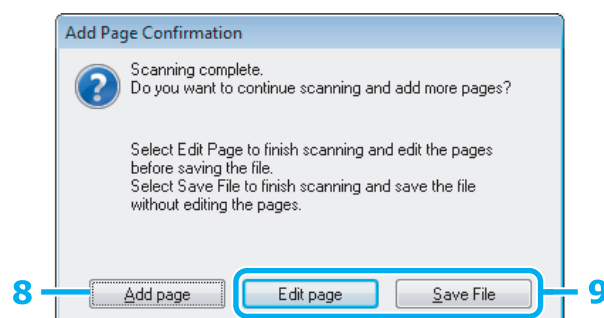 Add Page Confirmation
Scanning complete.
Do you want to continue scanning and add more pages?
Select Edit Page to finish scanning and edit the pages
before saving the file.
Select Save File to finish scanning and save the file
without editing the pages.
8 Add page Edit page Save File 9